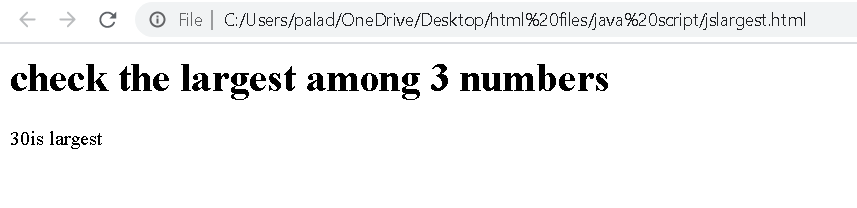 File | C:/Users/palad/OneDrive/Desktop/html%20files/java%20script/jslargest.html
check the largest among 3 numbers
30is largest